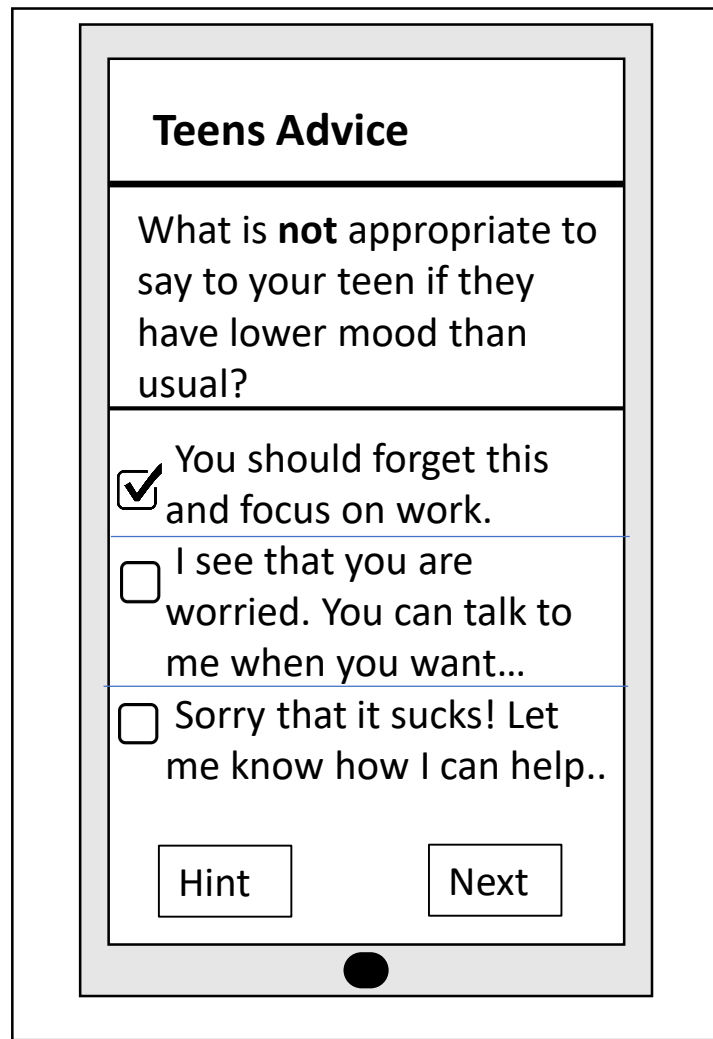 Teens Advice
What is not appropriate to
say to your teen if they
have lower mood than
usual?
You should forget this
and focus on work.
I see that you are
worried. You can talk to
me when you want…
Sorry that it sucks! Let
me know how I can help..
Hint
Next